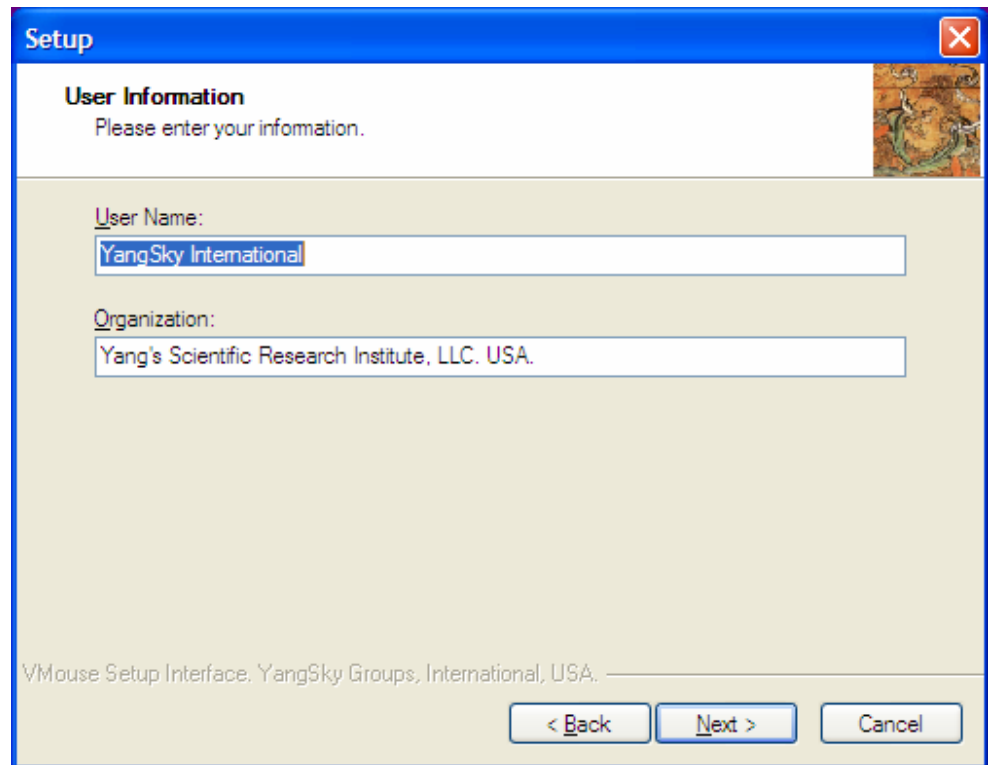 Setup
User Information
Please enter your information.
User Name:
YangSky International
Organization:
Yang's Scientific Research Institute, LLC. USA.
VMouse Setup Interface, YangSky Groups, International, USA.
< Back Next > Cancel